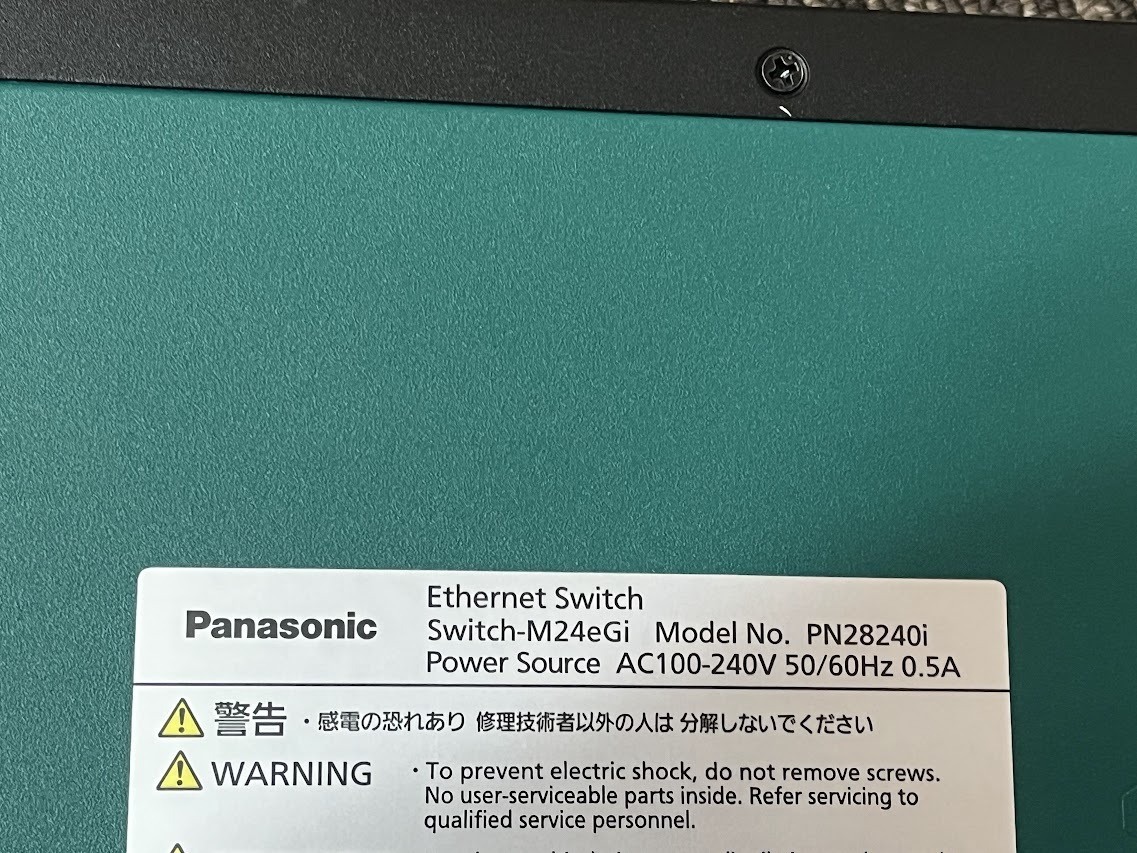 Panasonic
Ethernet Switch
Switch-M24eGi Model No. PN28240i
Power Source AC100-240V 50/60Hz 0.5A
警告 ・感電の恐れあり 修理技術者以外の人は 分解しないでください
WARNING ・To prevent electric shock, do not remove screws.
No user-serviceable parts inside. Refer servicing to
qualified service personnel.